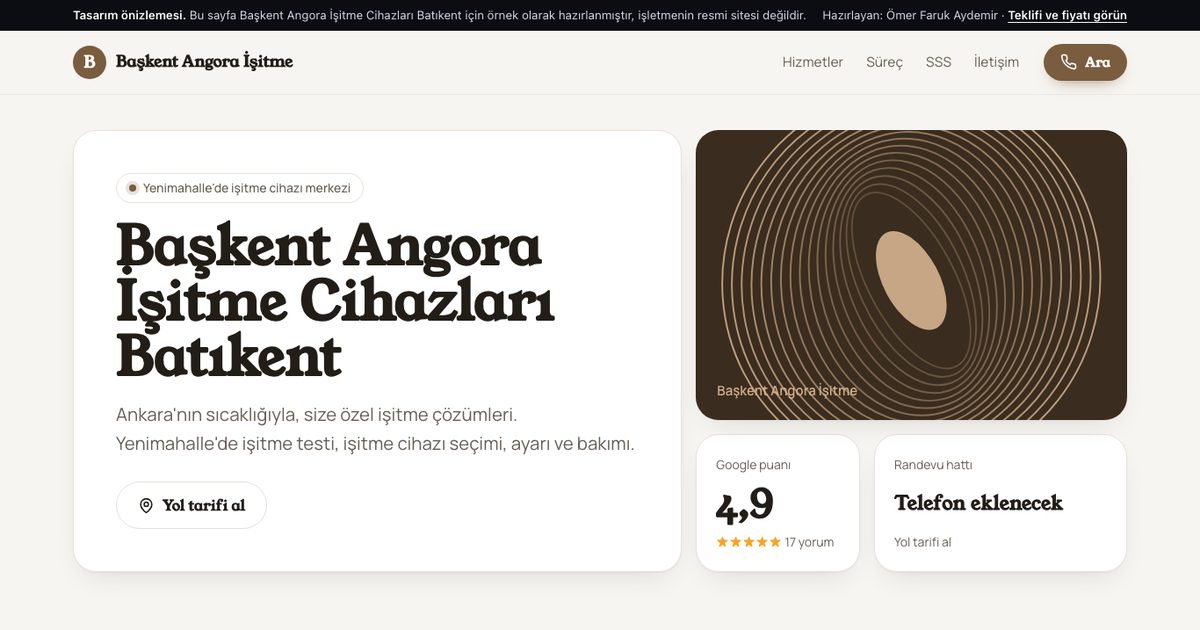 Tasarım önizlemesi. Bu sayfa Başkent Angora İşitme Cihazları Batıkent için örnek olarak hazırlanmıştır, işletmenin resmi sitesi değildir. Hazırlayan: Ömer Faruk Aydemir · Teklifi ve fiyatı görün
B Başkent Angora İşitme
Hizmetler Süreç SSS İletişim Ara
Yenimahalle'de işitme cihazı merkezi
Başkent Angora
İşitme Cihazları
Batıkent
Ankara'nın sıcaklığıyla, size özel işitme çözümleri.
Yenimahalle'de işitme testi, işitme cihazı seçimi, ayarı ve bakımı.
Yol tarifi al
Başkent Angora İşitme
Google puanı
4,9
17 yorum
Randevu hattı
Telefon eklenecek
Yol tarifi al